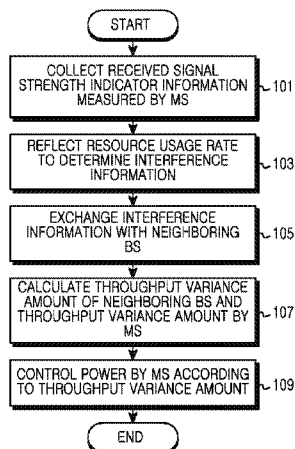 START
COLLECT RECEIVED SIGNAL
STRENGTH INDICATOR INFORMATION
MEASURED BY MS
101
REFLECT RESOURCE USAGE RATE
TO DETERMINE INTERFERENCE
INFORMATION
103
EXCHANGE INTERFERENCE
INFORMATION WITH NEIGHBORING
BS
105
CALCULATE THROUGHPUT VARIANCE
AMOUNT OF NEIGHBORING BS AND
THROUGHPUT VARIANCE AMOUNT BY
MS
107
CONTROL POWER BY MS ACCORDING
TO THROUGHPUT VARIANCE AMOUNT
109
END